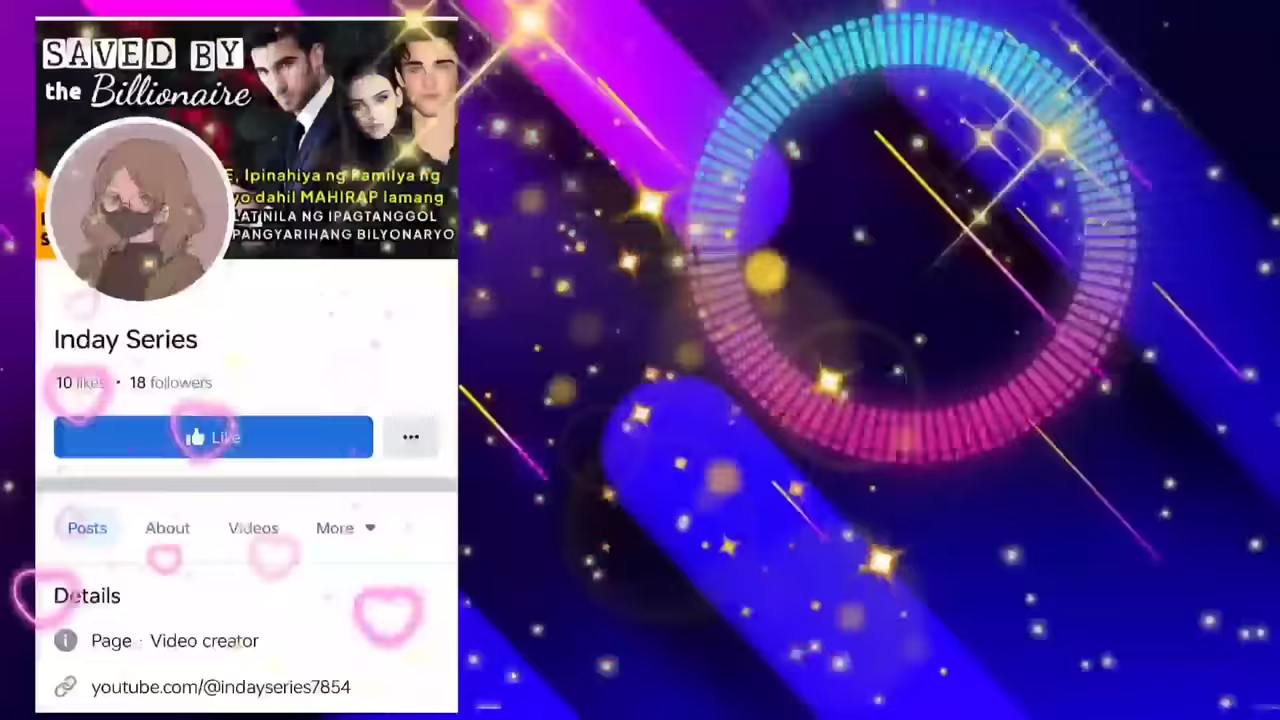 SAVED BY
the Billionaire
E, Ipinahiya ng Pamilya ng
yo dahil MAHIRAP lamang
NILA NG IPAGTANGGOL
PANGYARIHANG BILYONARYO
Inday Series
10 likes · 18 followers
Like
Posts About Videos More
Details
Page · Video creator
youtube.com/@indayseries7854